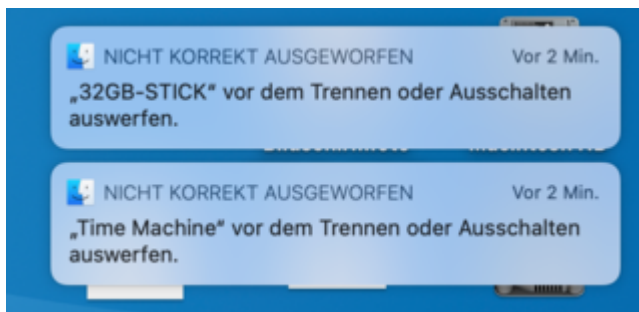 NICHT KORREKT AUSGEWORFEN Vor 2 Min.
„32GB-STICK“ vor dem Trennen oder Ausschalten
auswerfen.
NICHT KORREKT AUSGEWORFEN Vor 2 Min.
„Time Machine“ vor dem Trennen oder Ausschalten
auswerfen.